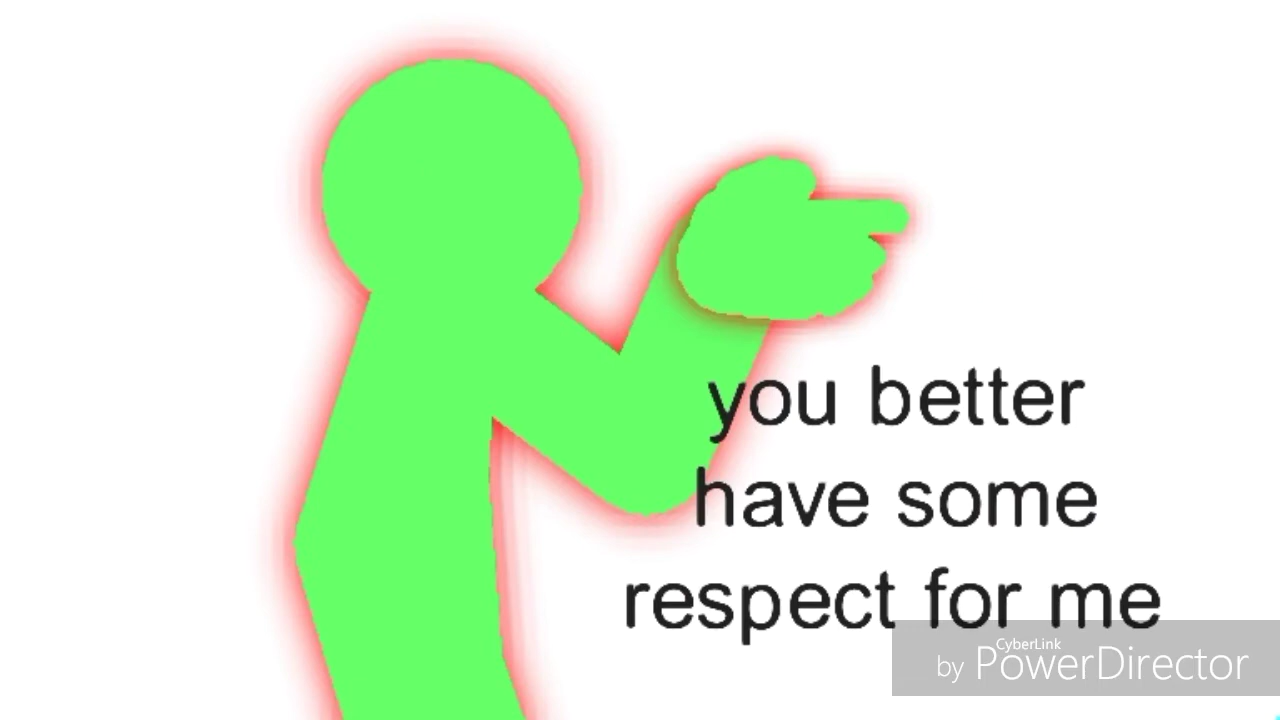 you better
have some
respect for me
CyberLink
by PowerDirector